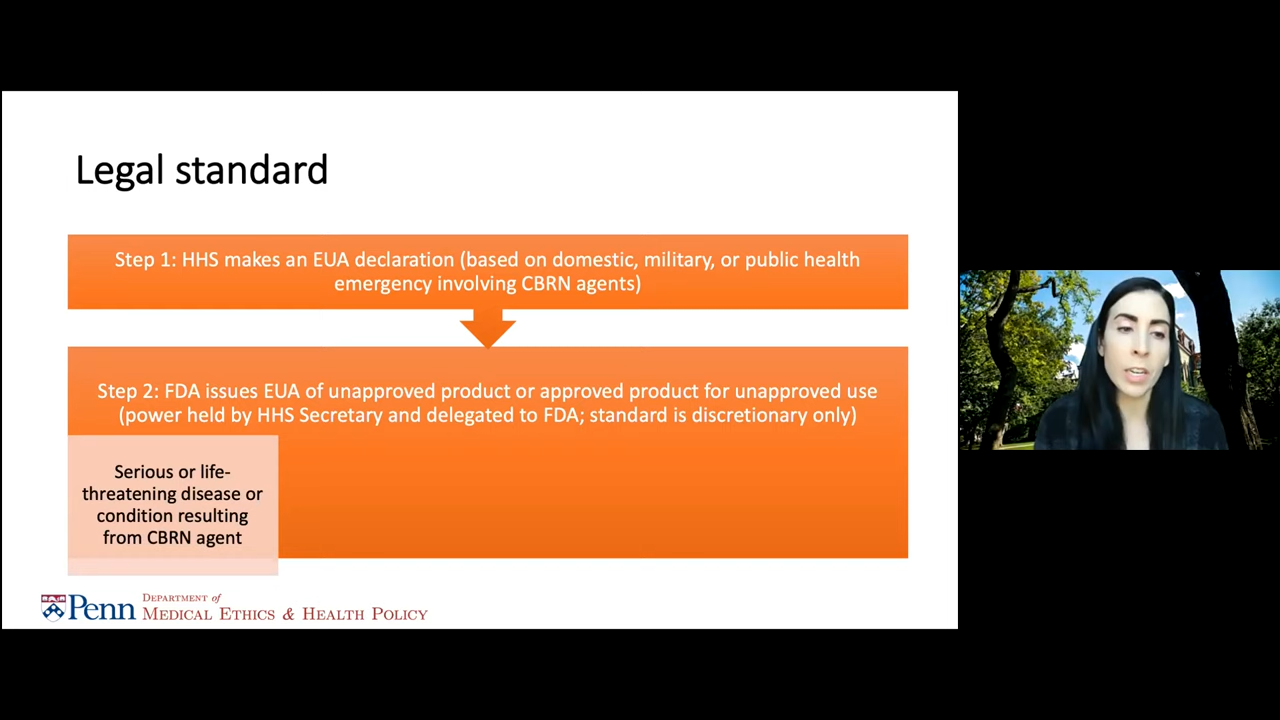 Legal standard
Step 1: HHS makes an EUA declaration (based on domestic, military, or public health
emergency involving CBRN agents)
Step 2: FDA issues EUA of unapproved product or approved product for unapproved use
(power held by HHS Secretary and delegated to FDA; standard is discretionary only)
Serious or life-
threatening disease or
condition resulting
from CBRN agent
Penn
Department of
Medical Ethics & Health Policy